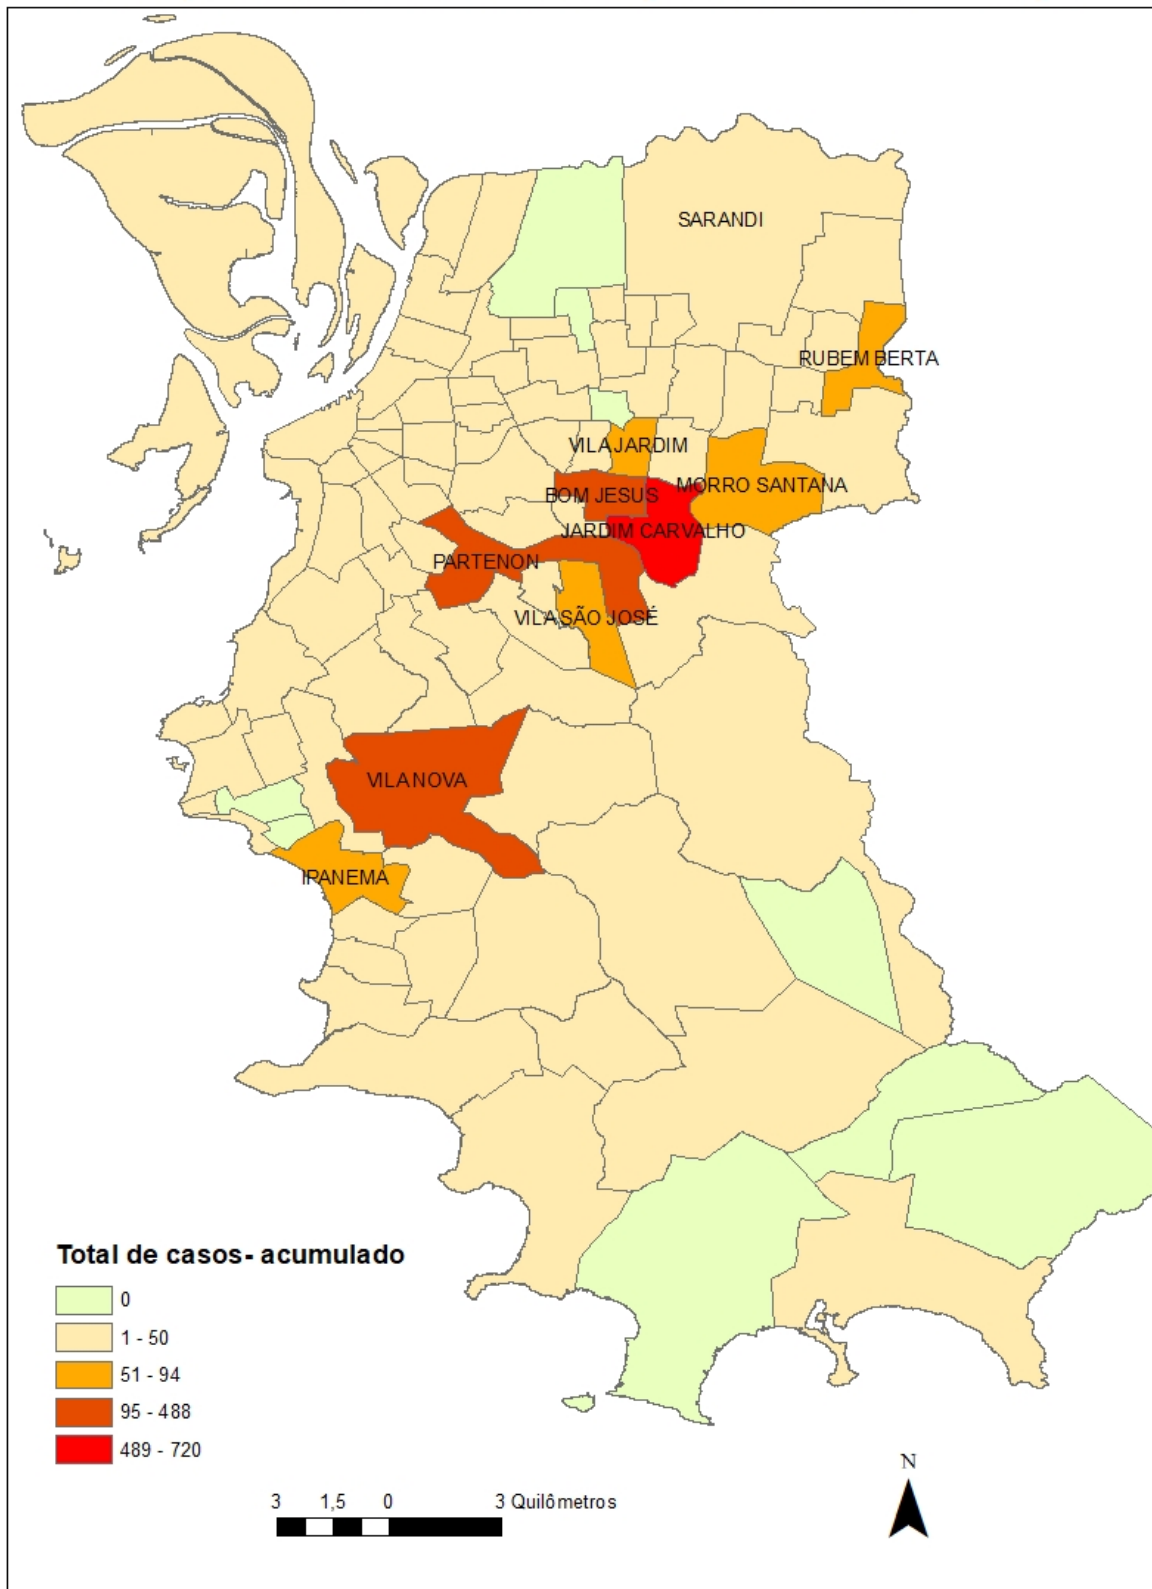 SARANDI
RUBEM BERTA
VILA JARDIM
MORRO SANTANA
BOM JESUS
JARDIM CARVALHO
PARTENON
VILA SÃO JOSÉ
VILA NOVA
IPANEMA
Total de casos- acumulado
0
1 - 50
51 - 94
95 - 488
489 - 720
N
3 1,5 0 3 Quilômetros